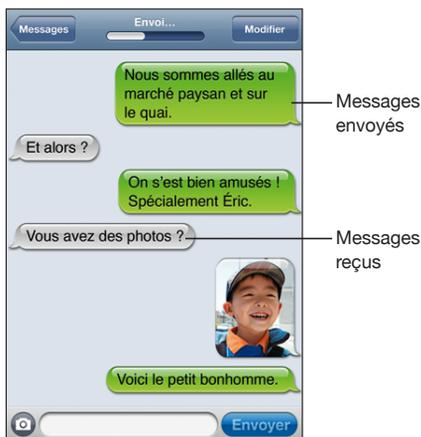 Messages
Envoi...
Modifier
Nous sommes allés au
marché paysan et sur
le quai.
Messages
envoyés
Et alors ?
On s'est bien amusés !
Spécialement Éric.
Vous avez des photos ?
Messages
reçus
Voici le petit bonhomme.
Envoyer